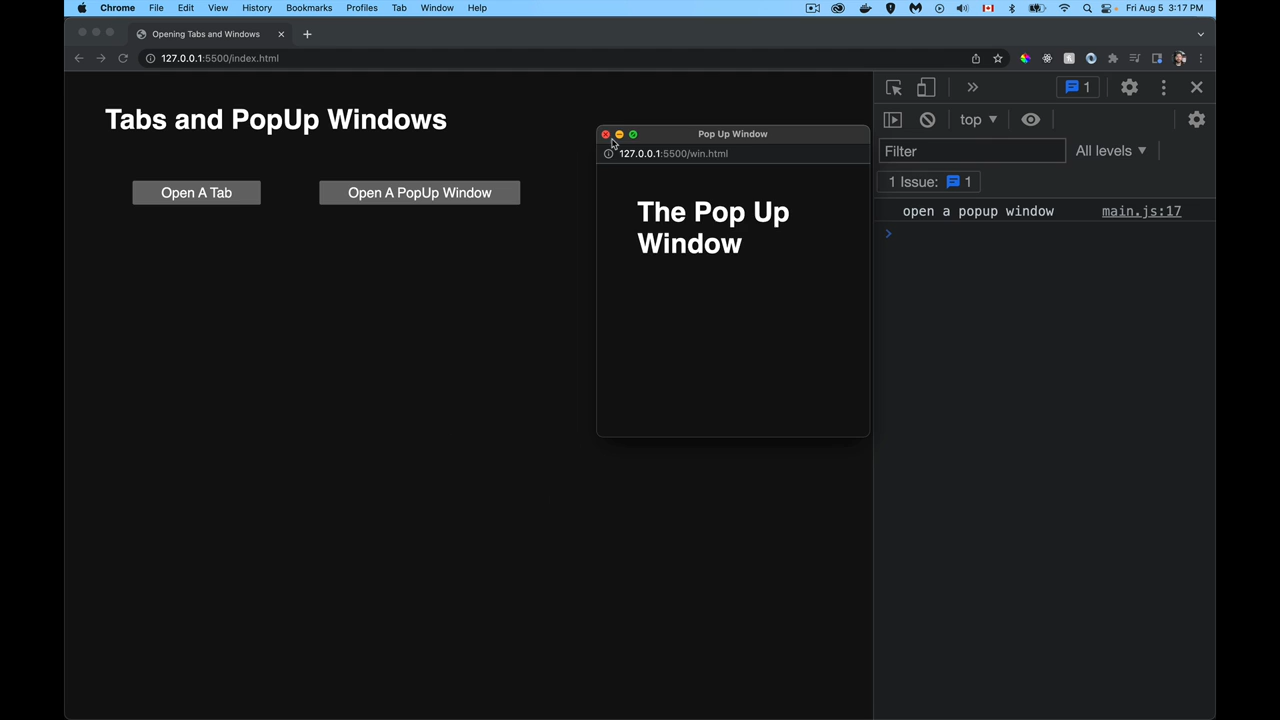 Chrome File Edit View History Bookmarks Profiles Tab Window Help Fri Aug 5 3:17 PM
Opening Tabs and Windows
127.0.0.1:5500/index.html
Tabs and PopUp Windows
Open A Tab Open A PopUp Window
Pop Up Window
127.0.0.1:5500/win.html
The Pop Up
Window
1
top
Filter All levels
1 Issue: 1
open a popup window main.js:17